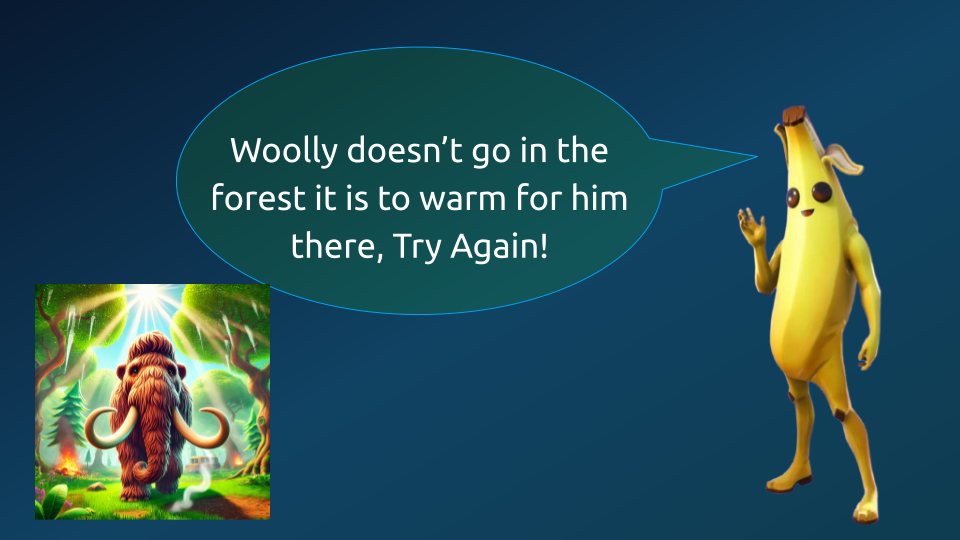 Woolly doesn’t go in the
forest it is to warm for him
there, Try Again!